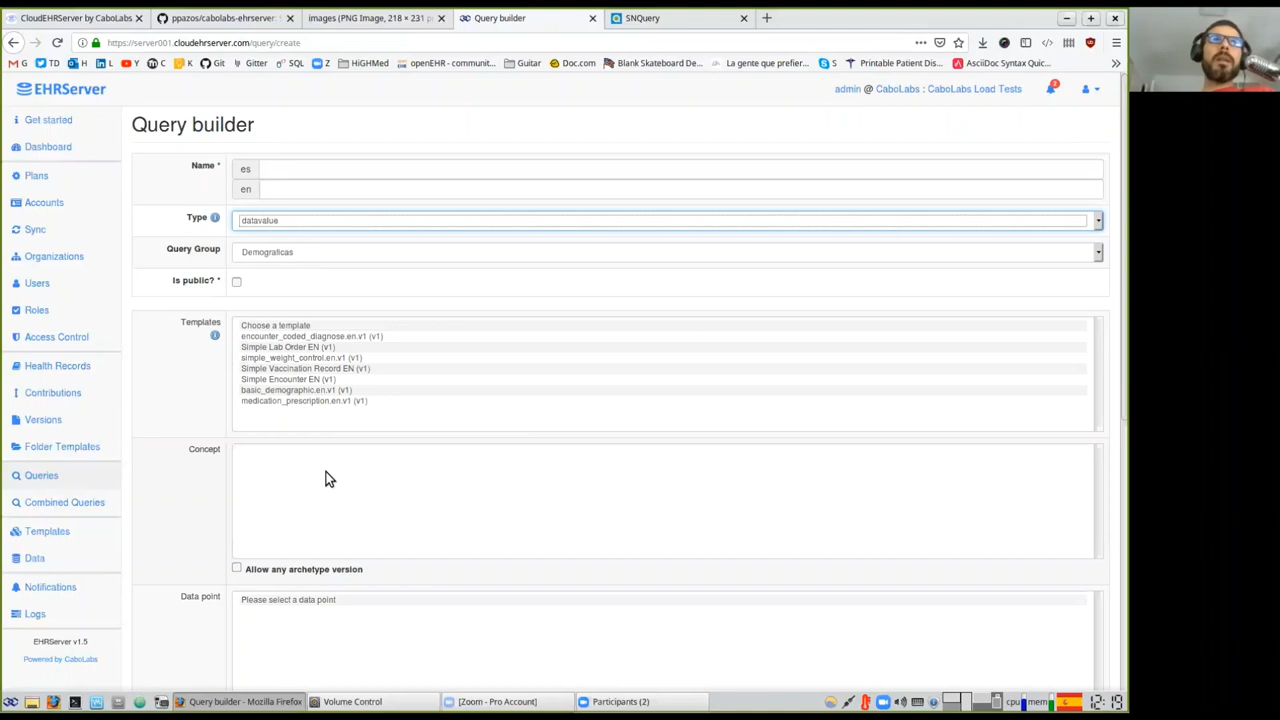 CloudEHRServer by CaboLabs
ppazos/cabolabs-ehrserver:
images (PNG Image, 218 × 231 p
Query builder
SNQuery
https://server001.cloudehrserver.com/query/create
G
TD
H
L
Y
C
K
Git
Gitter
SQL
Z
HiGHMed
openEHR - communit...
Guitar
Doc.com
Blank Skateboard De...
La gente que prefier...
S
Printable Patient Dis...
AsciiDoc Syntax Quic...
EHRServer
admin @ CaboLabs : CaboLabs Load Tests
2
Get started
Dashboard
Plans
Accounts
Sync
Organizations
Users
Roles
Access Control
Health Records
Contributions
Versions
Folder Templates
Queries
Combined Queries
Templates
Data
Notifications
Logs
EHRServer v1.5
Powered by CaboLabs
Query builder
Name *
es
en
Type
datavalue
Query Group
Demograficas
Is public? *
Templates
Choose a template
encounter_coded_diagnose.en.v1 (v1)
Simple Lab Order EN (v1)
simple_weight_control.en.v1 (v1)
Simple Vaccination Record EN (v1)
Simple Encounter EN (v1)
basic_demographic.en.v1 (v1)
medication_prescription.en.v1 (v1)
Concept
Allow any archetype version
Data point
Please select a data point
Query builder - Mozilla Firefox
Volume Control
[Zoom - Pro Account]
Participants (2)
cpu
mem
12:19